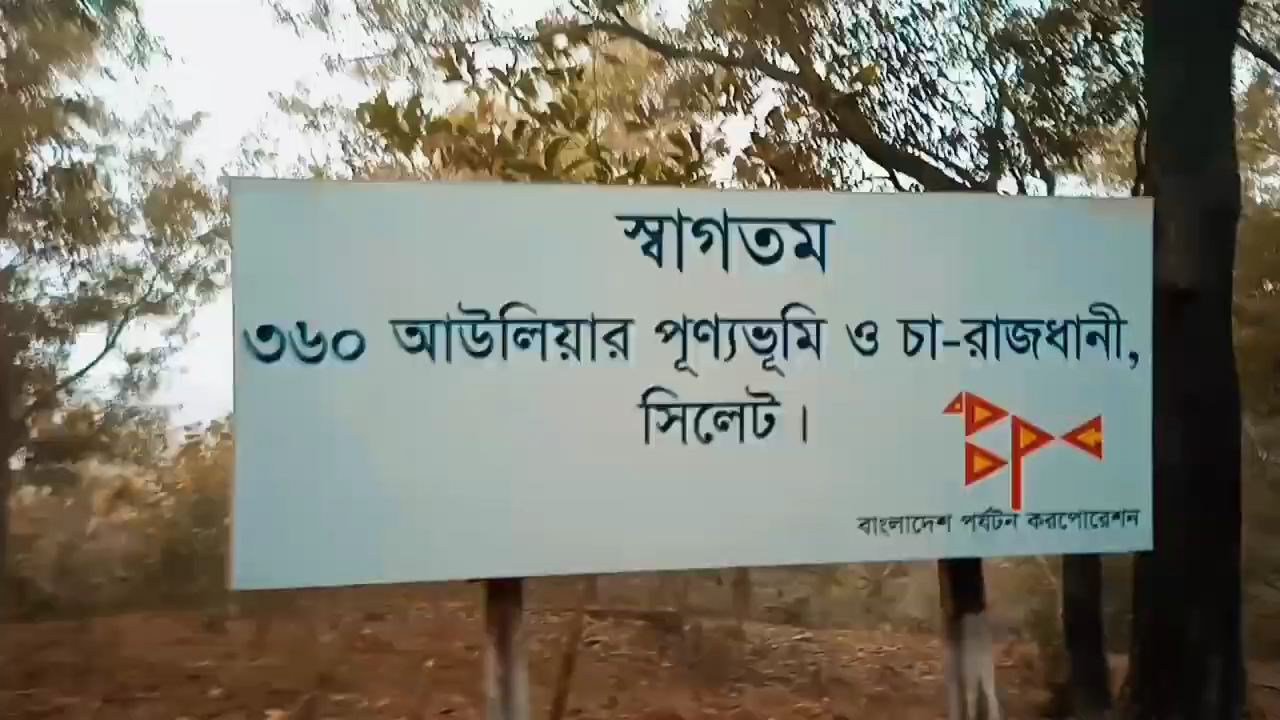 স্বাগতম
৩৬০ আউলিয়ার পূণ্যভূমি ও চা-রাজধানী,
সিলেট।
বাংলাদেশ পর্যটন করপোরেশন